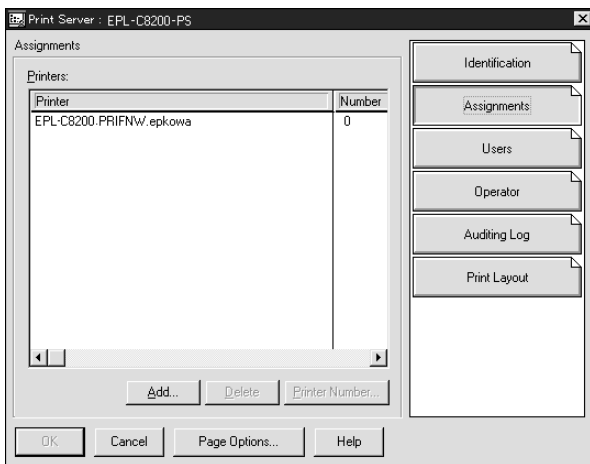 Print Server : EPL-C8200-PS
Assignments
Printers:
Printer Number
EPL-C8200.PRIFNW.epkowa 0
Add... Delete Printer Number...
OK Cancel Page Options... Help
Identification
Assignments
Users
Operator
Auditing Log
Print Layout